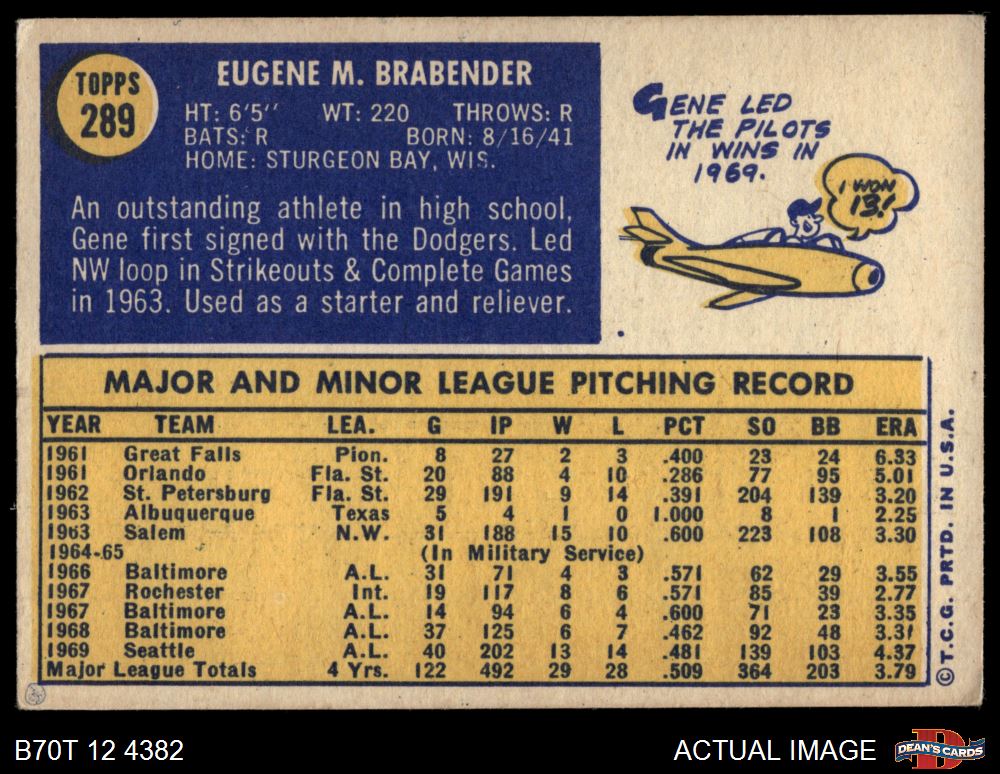 TOPPS
289
EUGENE M. BRABENDER
HT: 6'5" WT: 220 THROWS: R
BATS: R BORN: 8/16/41
HOME: STURGEON BAY, WIS.
An outstanding athlete in high school,
Gene first signed with the Dodgers. Led
NW loop in Strikeouts & Complete Games
in 1963. Used as a starter and reliever.
GENE LED
THE PILOTS
IN WINS IN
1969.
I WON
13!
MAJOR AND MINOR LEAGUE PITCHING RECORD
YEAR TEAM LEA. G IP W L PCT SO BB ERA
1961 Great Falls Pion. 8 27 2 3 .400 23 24 6.33
1961 Orlando Fla. St. 20 88 4 10 .286 77 95 5.01
1962 St. Petersburg Fla. St. 29 191 9 14 .391 204 139 3.20
1963 Albuquerque Texas 5 4 1 0 1.000 8 1 2.25
1963 Salem N.W. 31 188 15 10 .600 223 108 3.30
1964-65 (In Military Service)
1966 Baltimore A.L. 31 71 4 3 .571 62 29 3.55
1967 Rochester Int. 19 117 8 6 .571 85 39 2.77
1967 Baltimore A.L. 14 94 6 4 .600 71 23 3.35
1968 Baltimore A.L. 37 125 6 7 .462 92 48 3.31
1969 Seattle A.L. 40 202 13 14 .481 139 103 4.37
Major League Totals 4 Yrs. 122 492 29 28 .509 364 203 3.79
©T.C.G. PRTD. IN U.S.A.
B70T 12 4382
ACTUAL IMAGE
DEAN'S CARDS